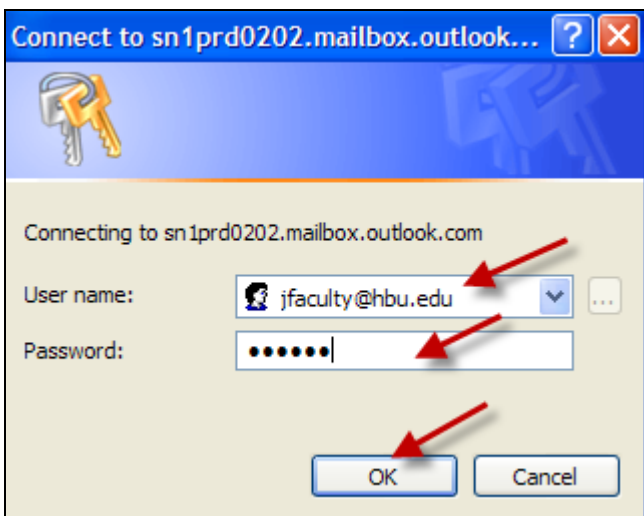 Connect to sn1prd0202.mailbox.outlook...
Connecting to sn1prd0202.mailbox.outlook.com
User name: jfaculty@hbu.edu ...
Password: ••••••
OK Cancel